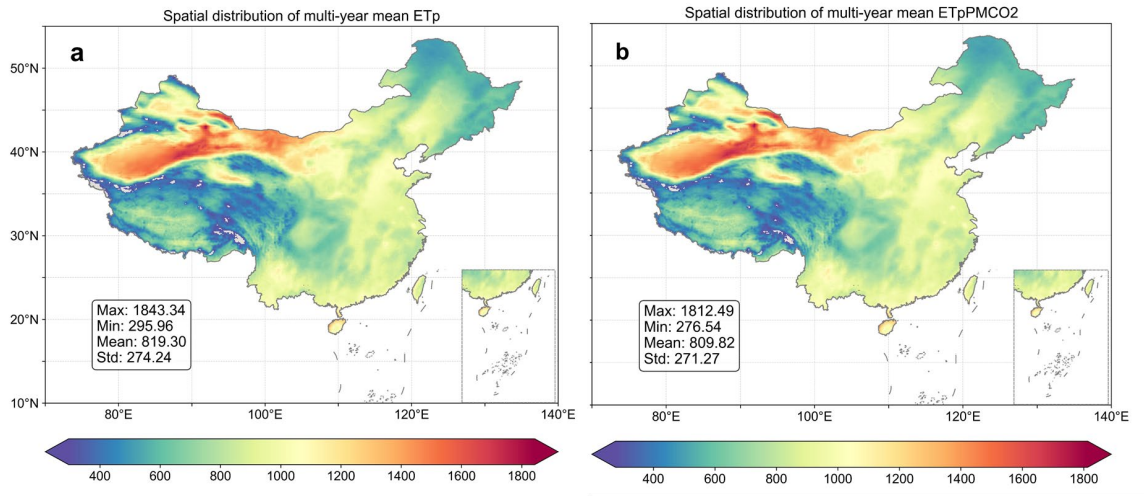 Spatial distribution of multi-year mean ETp
a
50°N
40°N
30°N
20°N
10°N
Max: 1843.34
Min: 295.96
Mean: 819.30
Std: 274.24
80°E
100°E
120°E
140°E
400 600 800 1000 1200 1400 1600 1800
Spatial distribution of multi-year mean ETpPMCO2
b
Max: 1812.49
Min: 276.54
Mean: 809.82
Std: 271.27
80°E
100°E
120°E
140°E
400 600 800 1000 1200 1400 1600 1800